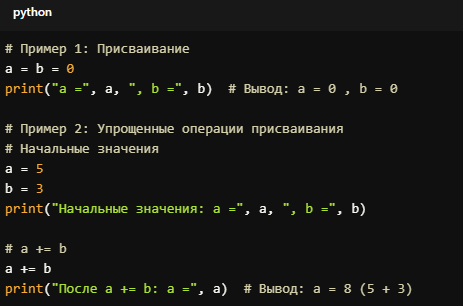 python
# Пример 1: Присваивание
a = b = 0
print("a =", a, ", b =", b)  # Вывод: a = 0 , b = 0
# Пример 2: Упрощенные операции присваивания
# Начальные значения
a = 5
b = 3
print("Начальные значения: a =", a, ", b =", b)
# a += b
a += b
print("После a += b: a =", a)  # Вывод: a = 8 (5 + 3)